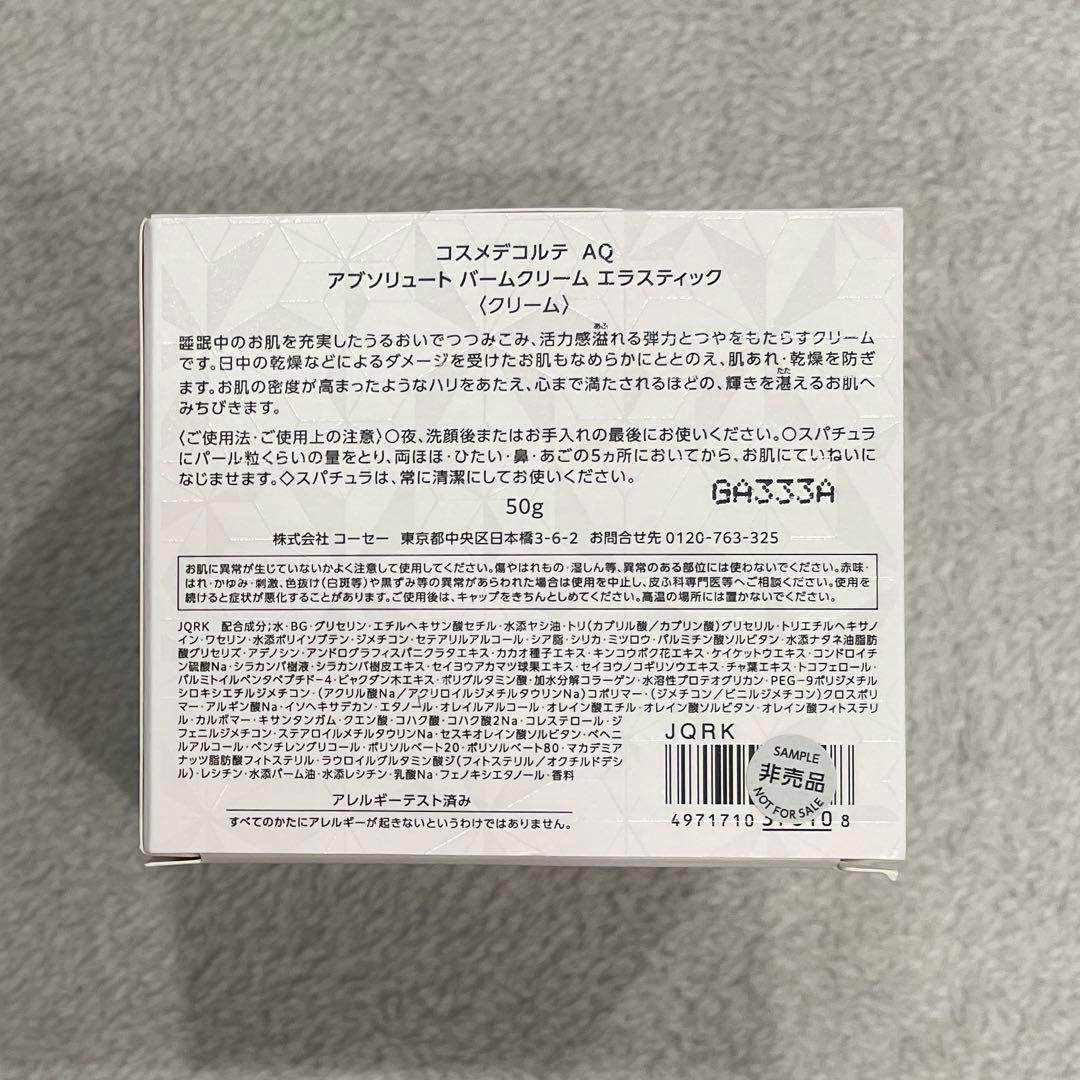 コスメデコルテ AQ
アブソリュート バームクリーム エラスティック
〈クリーム〉
睡眠中のお肌を充実したうるおいでつつみこみ、活力感溢れる弾力とつやをもたらすクリーム
あふ
です。日中の乾燥などによるダメージを受けたお肌もなめらかにととのえ、肌あれ・乾燥を防ぎ
ます。お肌の密度が高まったようなハリをあたえ、心まで満たされるほどの、輝きを湛えるお肌へ
たた
みちびきます。
〈ご使用法・ご使用上の注意〉○夜、洗顔後またはお手入れの最後にお使いください。○スパチュラ
にパール粒くらいの量をとり、両ほほ・ひたい・鼻・あごの5ヵ所においてから、お肌にていねいに
なじませます。◇スパチュラは、常に清潔にしてお使いください。
GA333A
50g
株式会社 コーセー 東京都中央区日本橋3-6-2 お問合せ先 0120-763-325
お肌に異常が生じていないかよく注意して使用してください。傷やはれもの・湿しん等、異常のある部位には使わないでください。赤味・
はれ・かゆみ・刺激、色抜け(白斑等)や黒ずみ等の異常があらわれた場合は使用を中止し、皮ふ科専門医等へご相談ください。使用を
続けると症状が悪化することがあります。ご使用後は、キャップをきちんとしめてください。高温の場所には置かないでください。
JQRK 配合成分;水・BG・グリセリン・エチルヘキサン酸セチル・水添ヤシ油・トリ(カプリル酸/カプリン酸)グリセリル・トリエチルヘキサノ
イン・ワセリン・水添ポリイソブテン・ジメチコン・セテアリルアルコール・シア脂・シリカ・ミツロウ・パルミチン酸ソルビタン・水添ナタネ油脂肪
酸グリセリズ・アデノシン・アンドログラフィスパニクラタエキス・カカオ種子エキス・キンコウボク花エキス・ケイケットウエキス・コンドロイチ
ン硫酸Na・シラカンバ樹液・シラカンバ樹皮エキス・セイヨウアカマツ球果エキス・セイヨウノコギリソウエキス・チャ葉エキス・トコフェロール・
パルミトイルペンタペプチド-4・ビャクダン木エキス・ポリグルタミン酸・加水分解コラーゲン・水溶性プロテオグリカン・PEG-9ポリジメチル
シロキシエチルジメチコン・(アクリル酸Na/アクリロイルジメチルタウリンNa)コポリマー・(ジメチコン/ビニルジメチコン)クロスポリ
マー・アルギン酸Na・イソヘキサデカン・エタノール・オレイルアルコール・オレイン酸エチル・オレイン酸ソルビタン・オレイン酸フィトステリ
ル・カルボマー・キサンタンガム・クエン酸・コハク酸・コハク酸2Na・コレステロール・ジ
フェニルジメチコン・ステアロイルメチルタウリンNa・セスキオレイン酸ソルビタン・ベヘニ
ルアルコール・ペンチレングリコール・ポリソルベート20・ポリソルベート80・マカデミア
ナッツ脂肪酸フィトステリル・ラウロイルグルタミン酸ジ(フィトステリル/オクチルドデシ
ル)・レシチン・水添パーム油・水添レシチン・乳酸Na・フェノキシエタノール・香料
アレルギーテスト済み
すべてのかたにアレルギーが起きないというわけではありません。
JQRK
SAMPLE
非売品
NOT FOR SALE
4971710